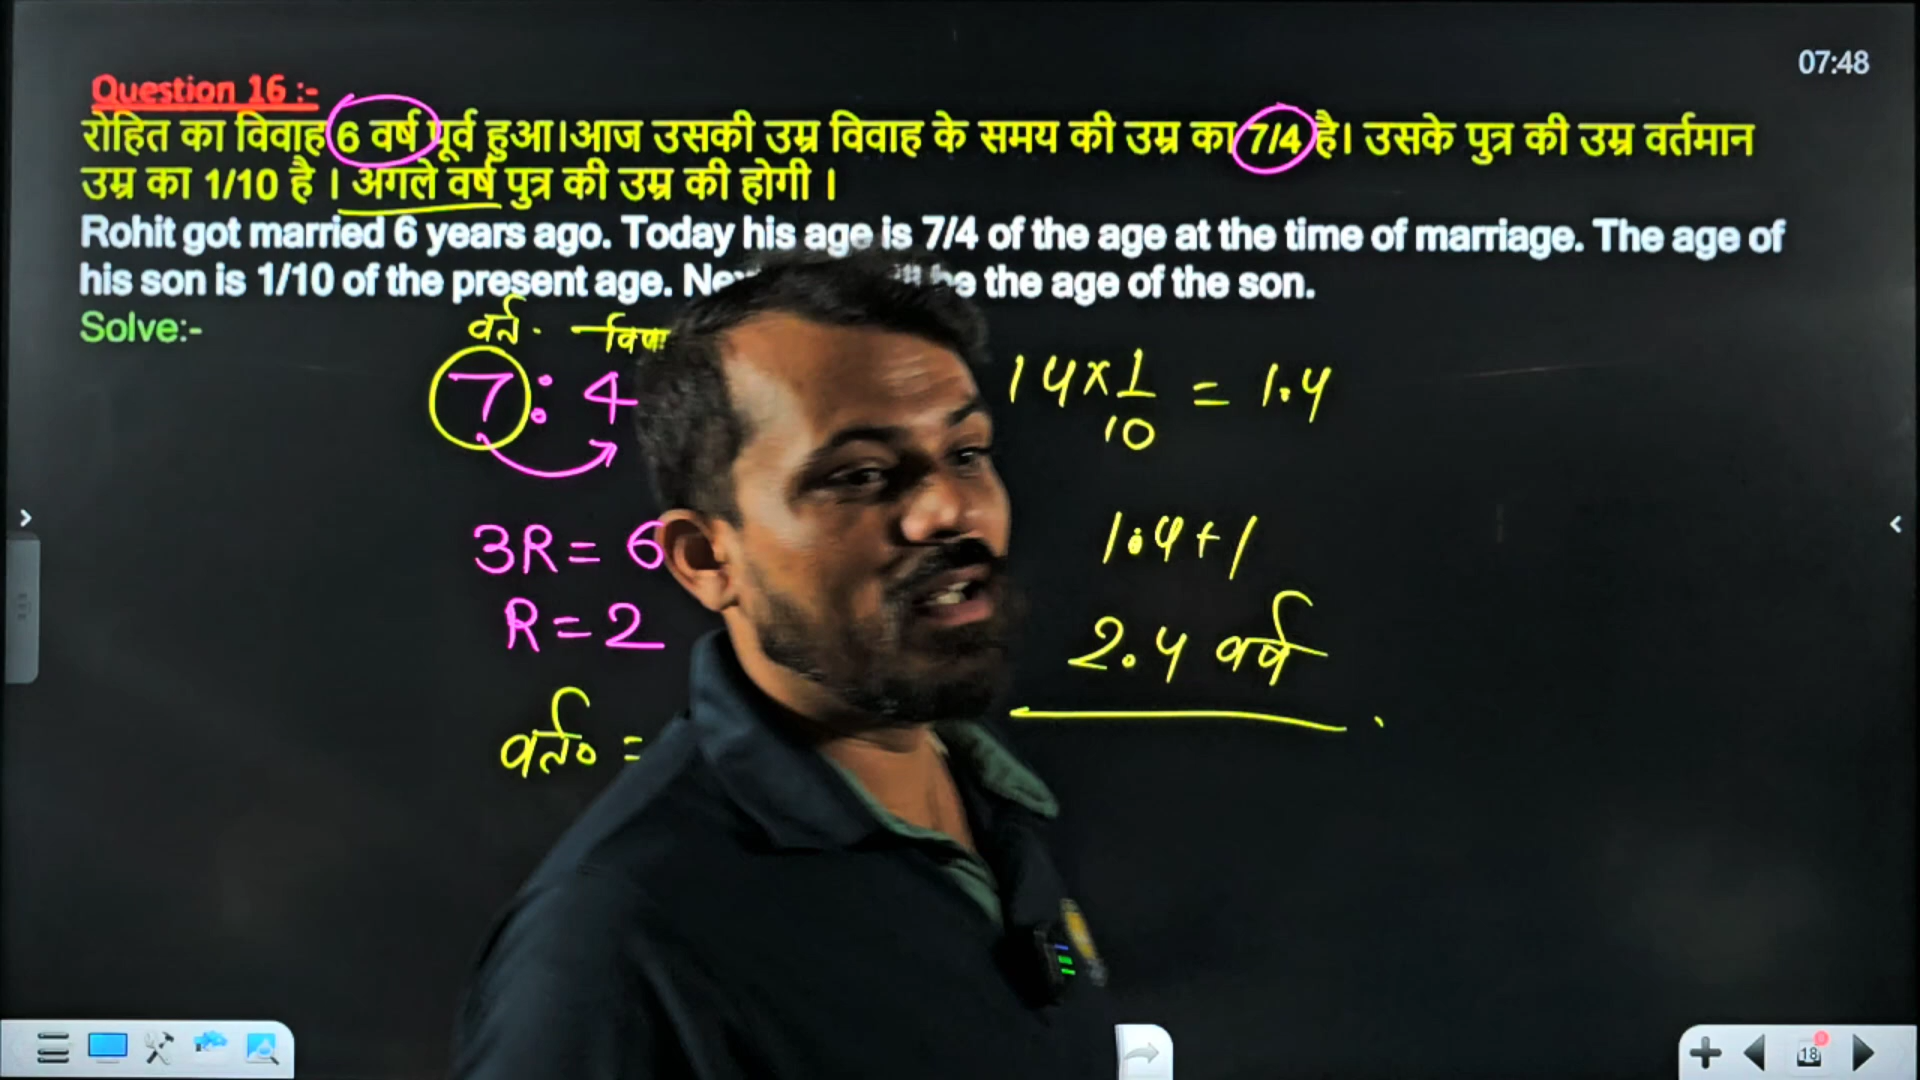 07:48
Question 16 :-
रोहित का विवाह 6 वर्ष पूर्व हुआ।आज उसकी उम्र विवाह के समय की उम्र का 7/4 है। उसके पुत्र की उम्र वर्तमान
उम्र का 1/10 है । अगले वर्ष पुत्र की उम्र की होगी ।
Rohit got married 6 years ago. Today his age is 7/4 of the age at the time of marriage. The age of
his son is 1/10 of the present age. be the age of the son.
Solve:-
वर्त.
7 : 4
3R = 6
R = 2
वर्त० =
14 × 1/10 = 1.4
1.4 + 1
2.4 वर्ष
18